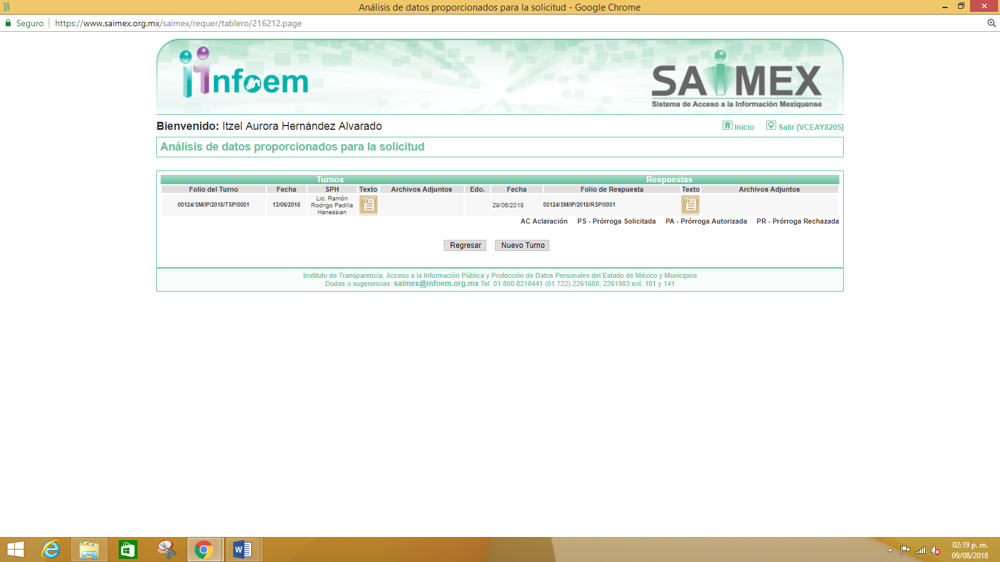 Análisis de datos proporcionados para la solicitud - Google Chrome
Seguro https://www.saimex.org.mx/saimex/requer/tablero/216212.page
infoem
SAIMEX
Sistema de Acceso a la Información Mexiquense
Bienvenido: Itzel Aurora Hernández Alvarado
Inicio Salir [VCEAY8205]
Análisis de datos proporcionados para la solicitud
Turnos Respuestas
Folio del Turno Fecha SPH Texto Archivos Adjuntos Edo. Fecha Folio de Respuesta Texto Archivos Adjuntos
00124/SM/IP/2018/TSP/0001 13/06/2018 Lic. Ramón Rodrigo Padilla Hanessian 29/06/2018 00124/SM/IP/2018/RSP/0001
AC Aclaración PS - Prórroga Solicitada PA - Prórroga Autorizada PR - Prórroga Rechazada
Regresar Nuevo Turno
Instituto de Transparencia, Acceso a la Información Pública y Protección de Datos Personales del Estado de México y Municipios
Dudas o sugerencias: saimex@infoem.org.mx Tel. 01 800 8210441 (01 722) 2261680, 2261983 ext. 101 y 141
02:19 p. m.
09/08/2018